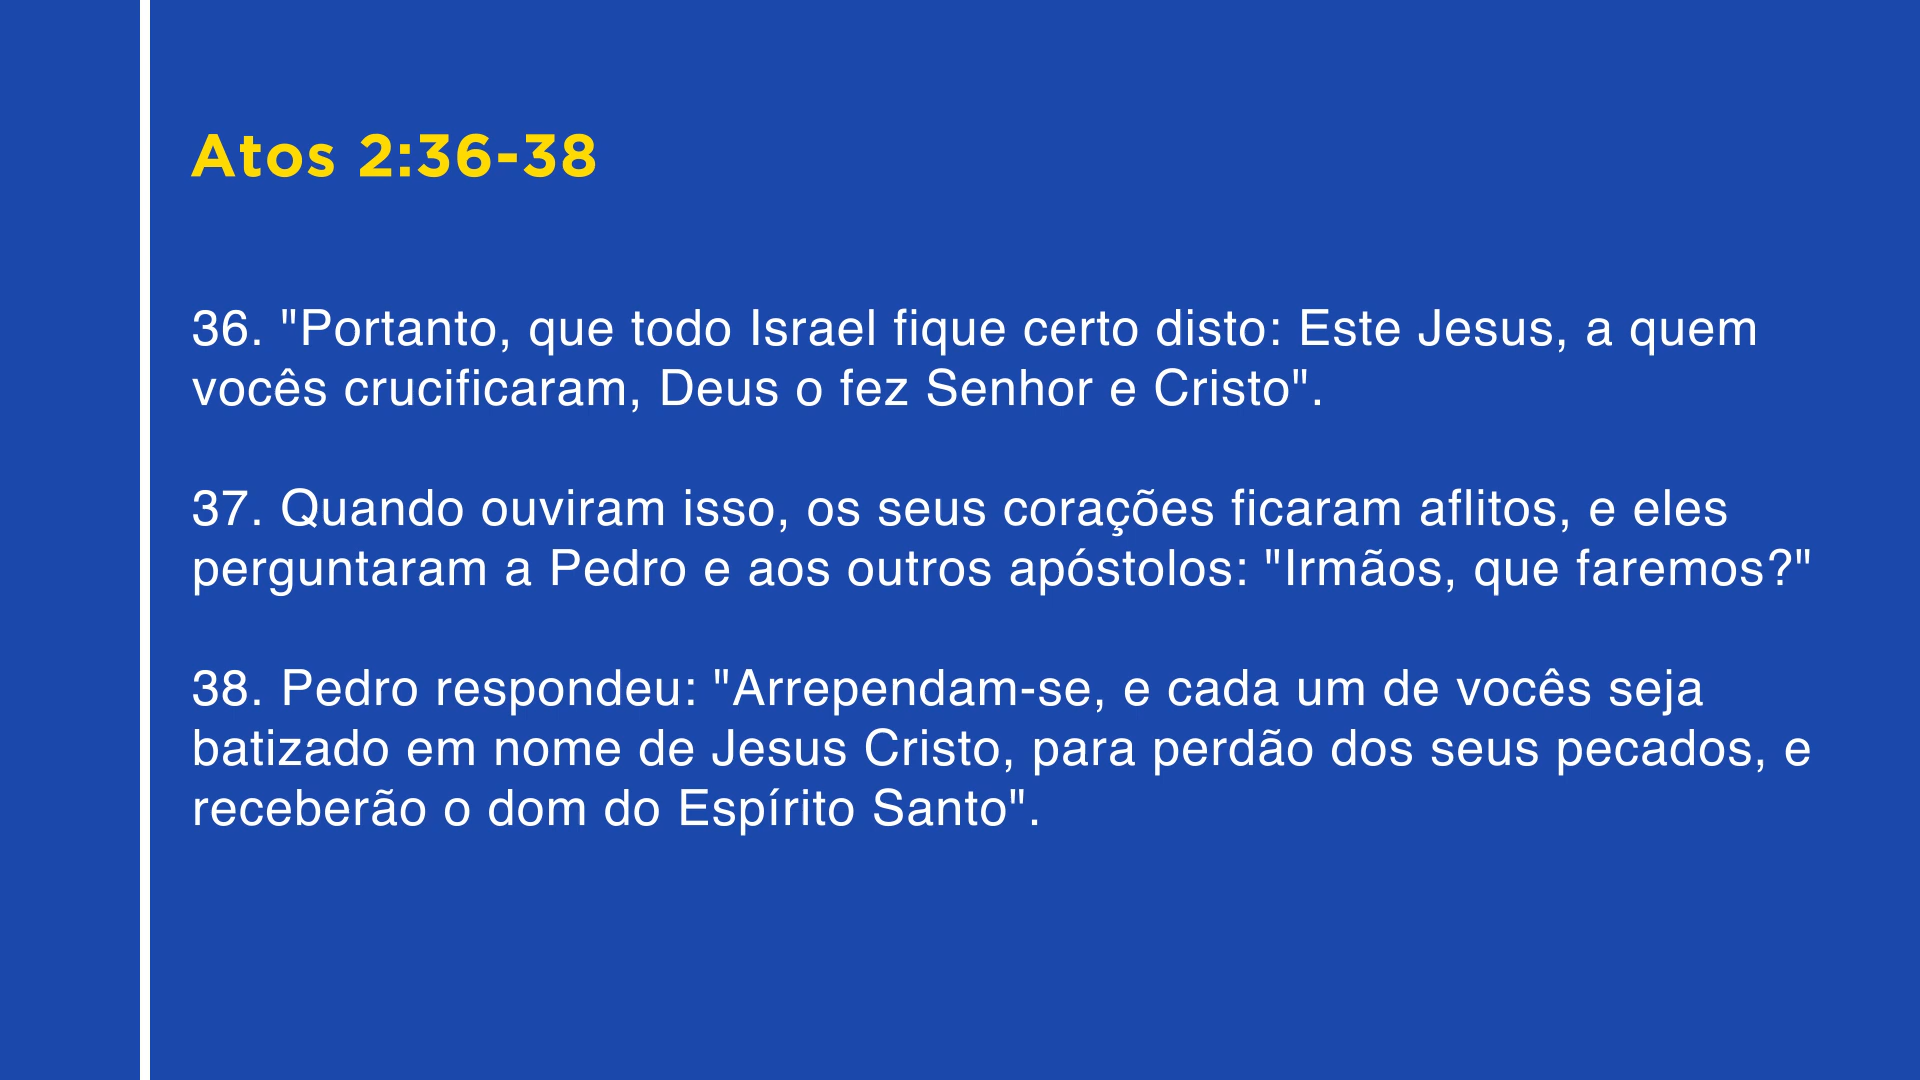 Atos 2:36-38
36. "Portanto, que todo Israel fique certo disto: Este Jesus, a quem
vocês crucificaram, Deus o fez Senhor e Cristo".
37. Quando ouviram isso, os seus corações ficaram aflitos, e eles
perguntaram a Pedro e aos outros apóstolos: "Irmãos, que faremos?"
38. Pedro respondeu: "Arrependam-se, e cada um de vocês seja
batizado em nome de Jesus Cristo, para perdão dos seus pecados, e
receberão o dom do Espírito Santo".